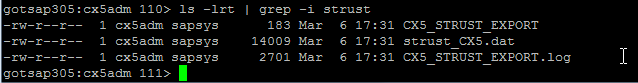 gotsap305:cx5adm 110> ls -lrt | grep -i strust
-rw-r--r-- 1 cx5adm sapsys 183 Mar 6 17:31 CX5_STRUST_EXPORT
-rw-r--r-- 1 cx5adm sapsys 14009 Mar 6 17:31 strust_CX5.dat
-rw-r--r-- 1 cx5adm sapsys 2701 Mar 6 17:31 CX5_STRUST_EXPORT.log
gotsap305:cx5adm 111>